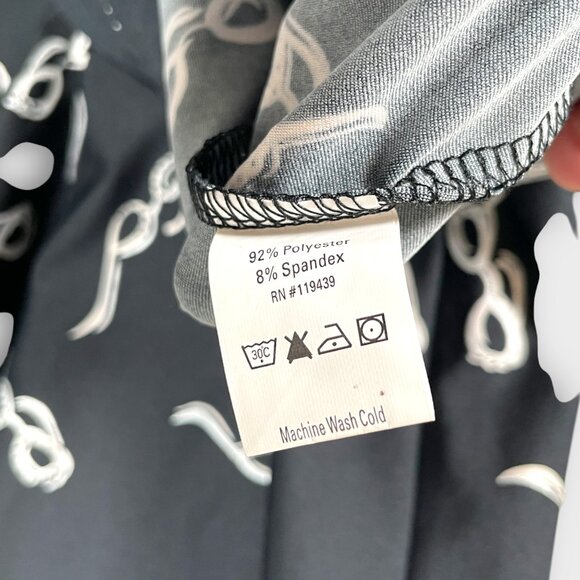 92% Polyester
8% Spandex
RN #119439
30C
Machine Wash Cold